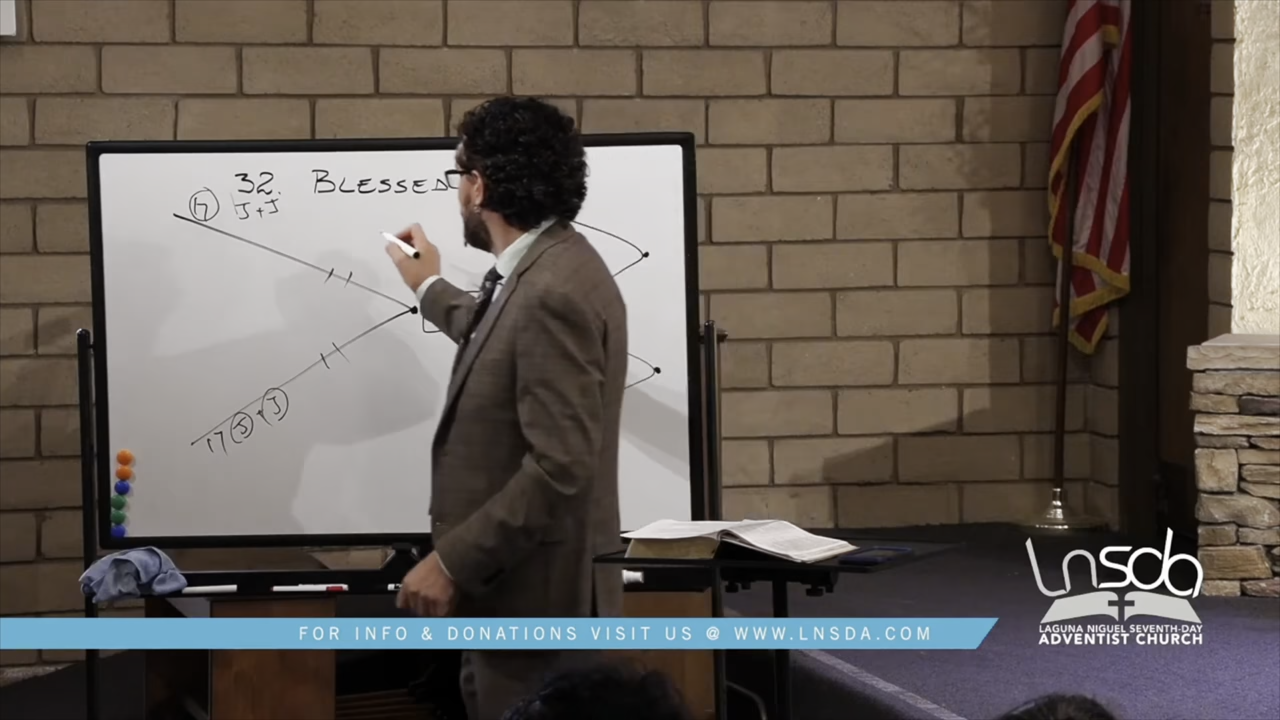 32. BLESSED
17 J+J
17 J+J
FOR INFO & DONATIONS VISIT US @ WWW.LNSDA.COM
Lnsda
LAGUNA NIGUEL SEVENTH-DAY
ADVENTIST CHURCH